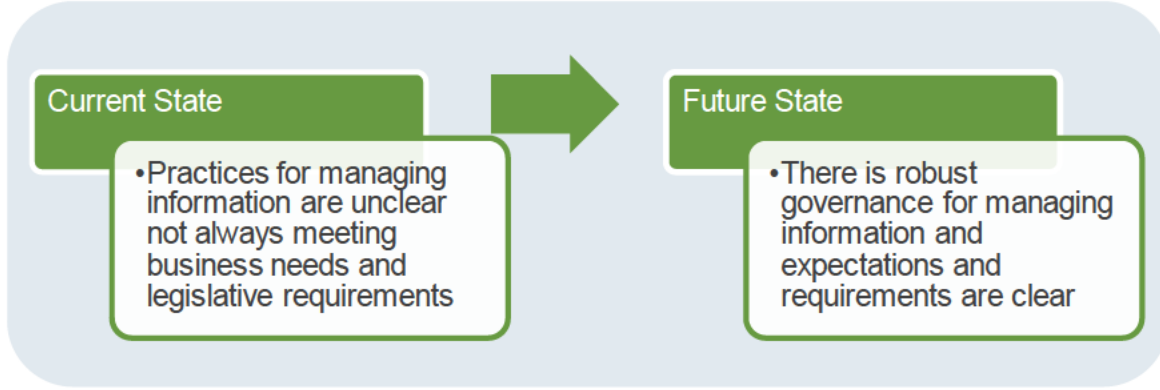 Current State
•Practices for managing
information are unclear
not always meeting
business needs and
legislative requirements
Future State
•There is robust
governance for managing
information and
expectations and
requirements are clear